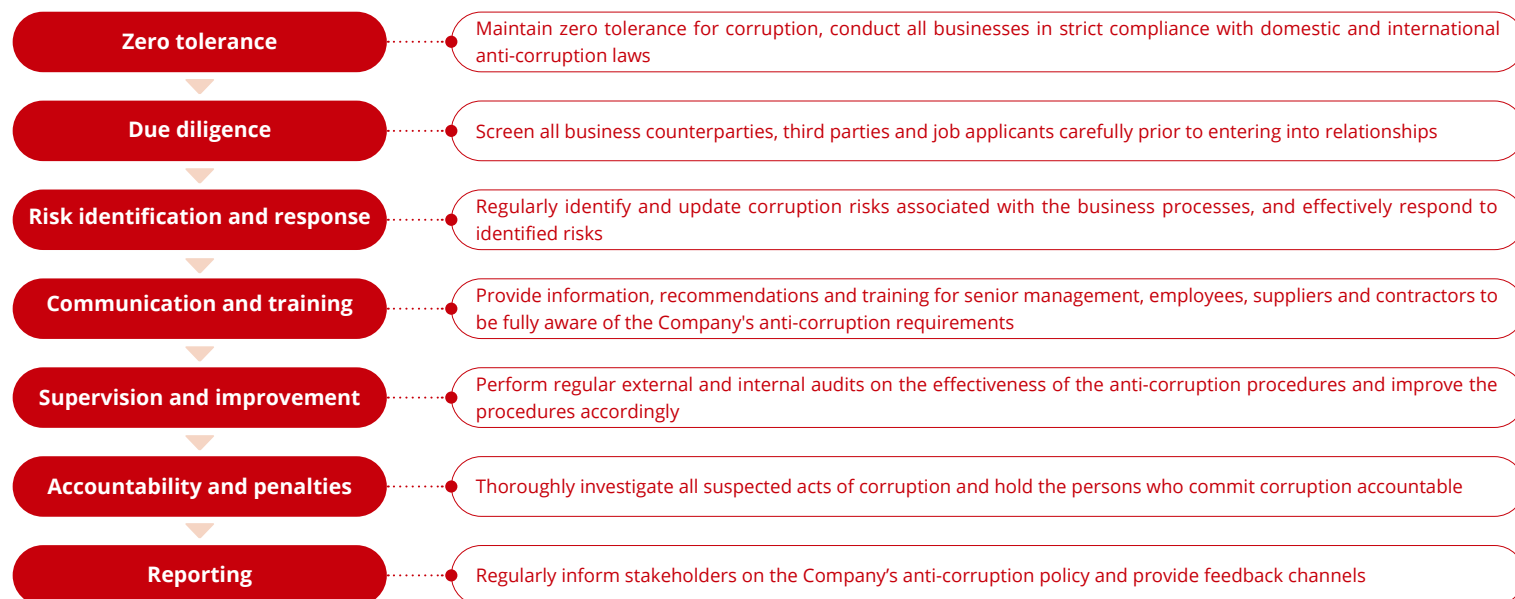 Zero tolerance
Maintain zero tolerance for corruption, conduct all businesses in strict compliance with domestic and international
anti-corruption laws
Due diligence
Screen all business counterparties, third parties and job applicants carefully prior to entering into relationships
Risk identification and response
Regularly identify and update corruption risks associated with the business processes, and effectively respond to
identified risks
Communication and training
Provide information, recommendations and training for senior management, employees, suppliers and contractors to
be fully aware of the Company's anti-corruption requirements
Supervision and improvement
Perform regular external and internal audits on the effectiveness of the anti-corruption procedures and improve the
procedures accordingly
Accountability and penalties
Thoroughly investigate all suspected acts of corruption and hold the persons who commit corruption accountable
Reporting
Regularly inform stakeholders on the Company’s anti-corruption policy and provide feedback channels